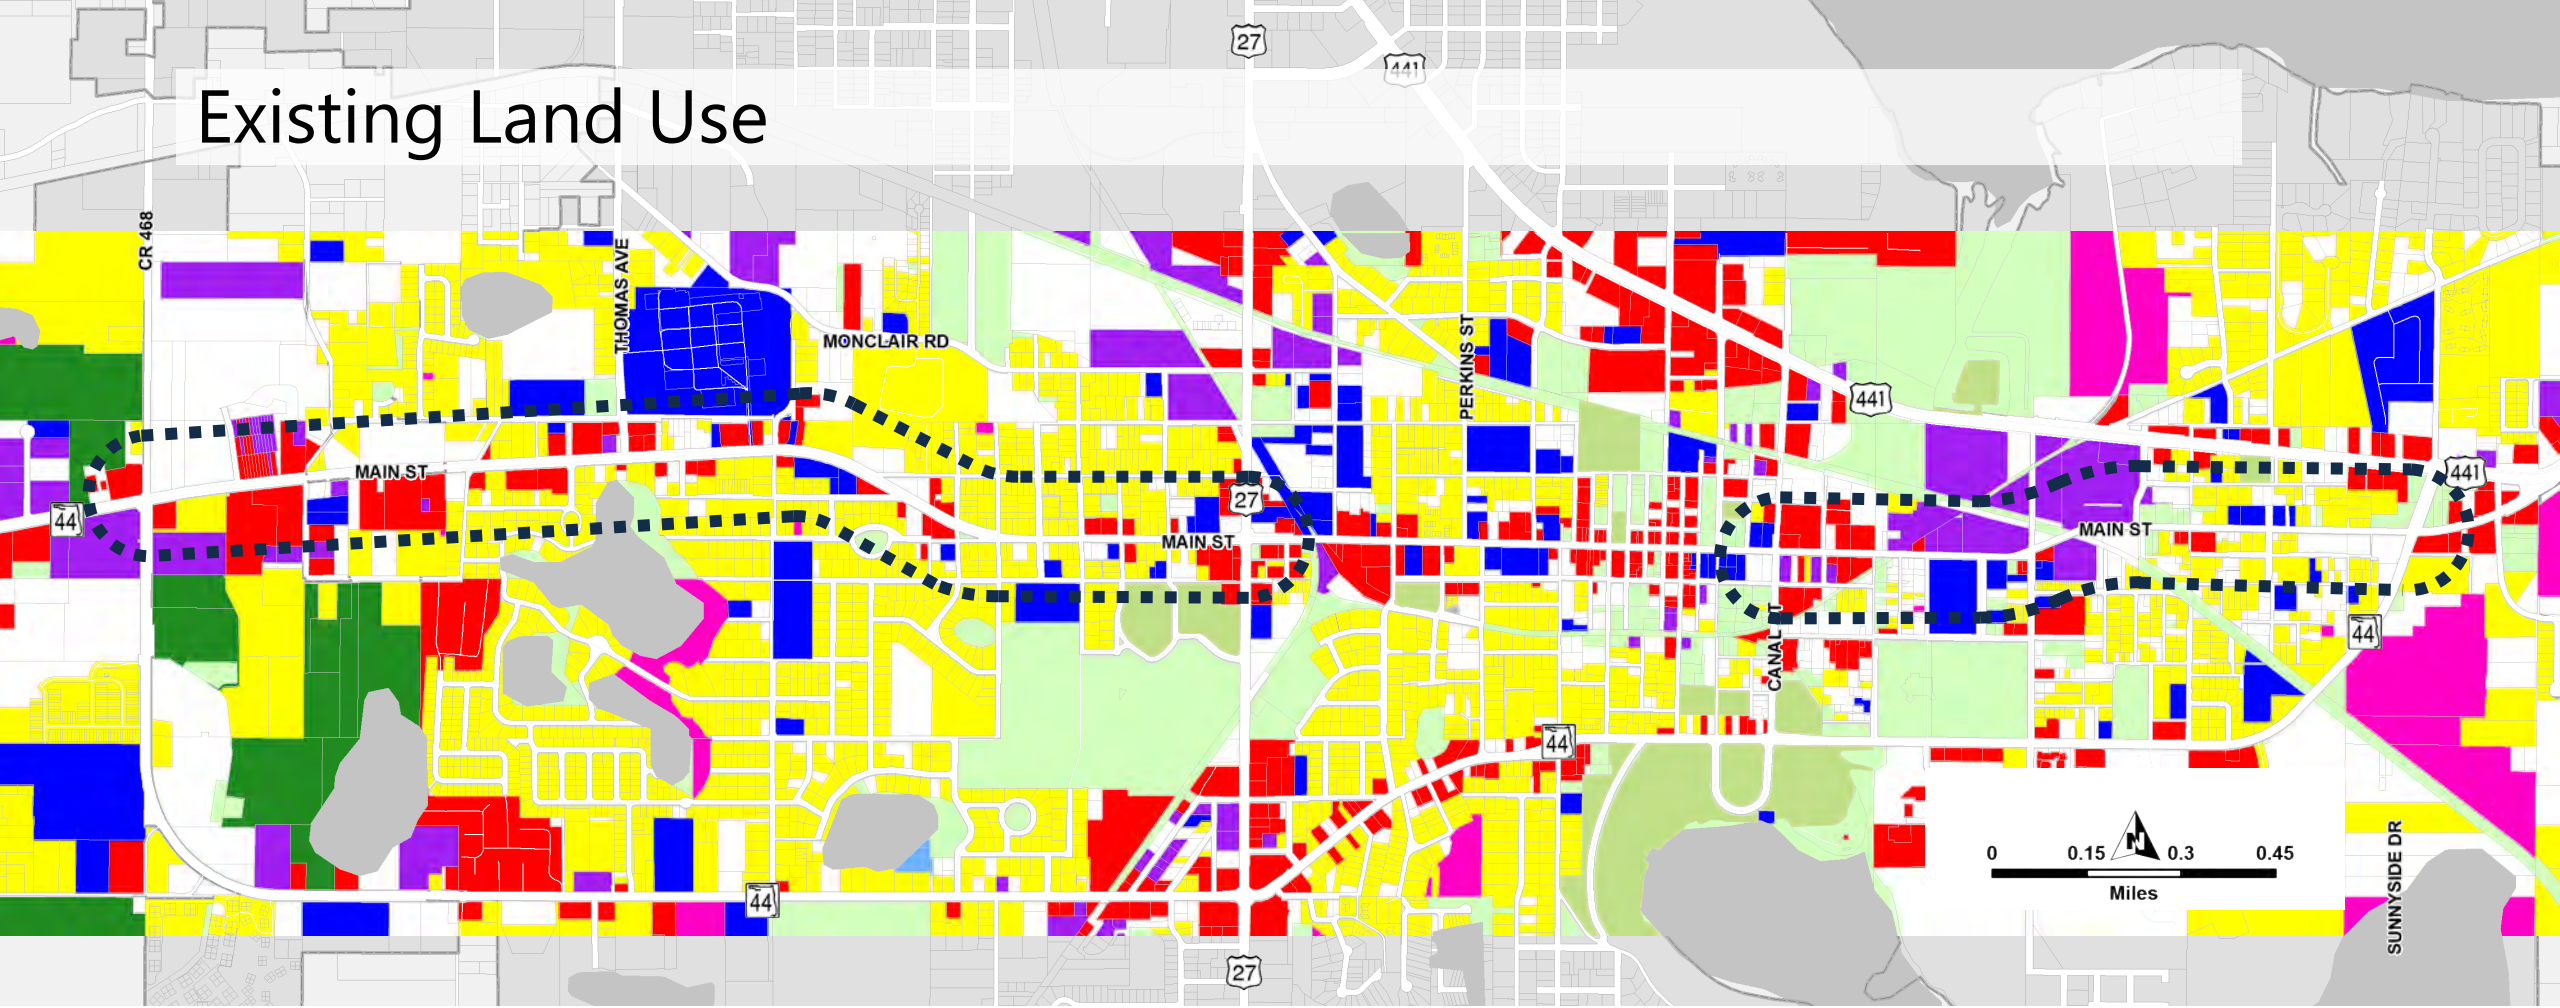 27
441
Existing Land Use
CR 468
THOMAS AVE
MONCLAIR RD
PERKINS ST
441
MAIN ST
441
27
44
MAIN ST
MAIN ST
44
CANAL ST
44
N
0 0.15 0.3 0.45
Miles
SUNNYSIDE DR
44
27